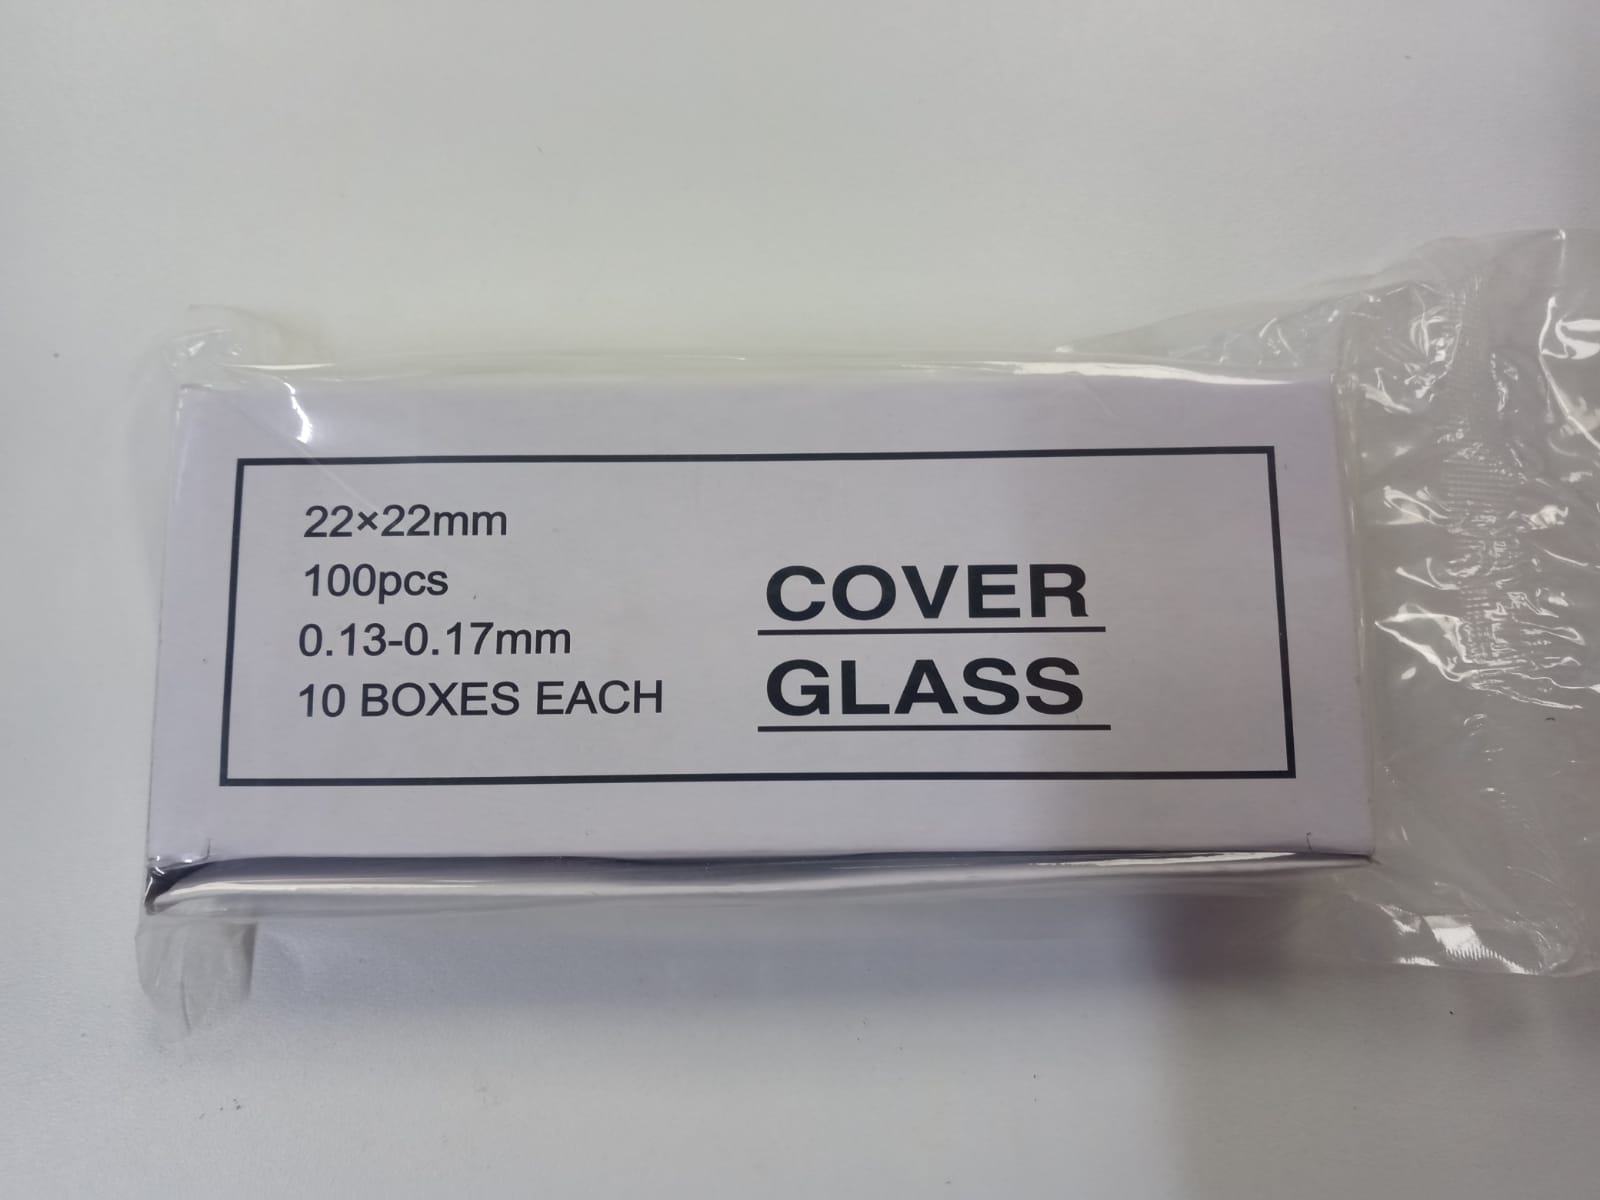 22×22mm
100pcs
0.13-0.17mm
10 BOXES EACH
COVER
GLASS